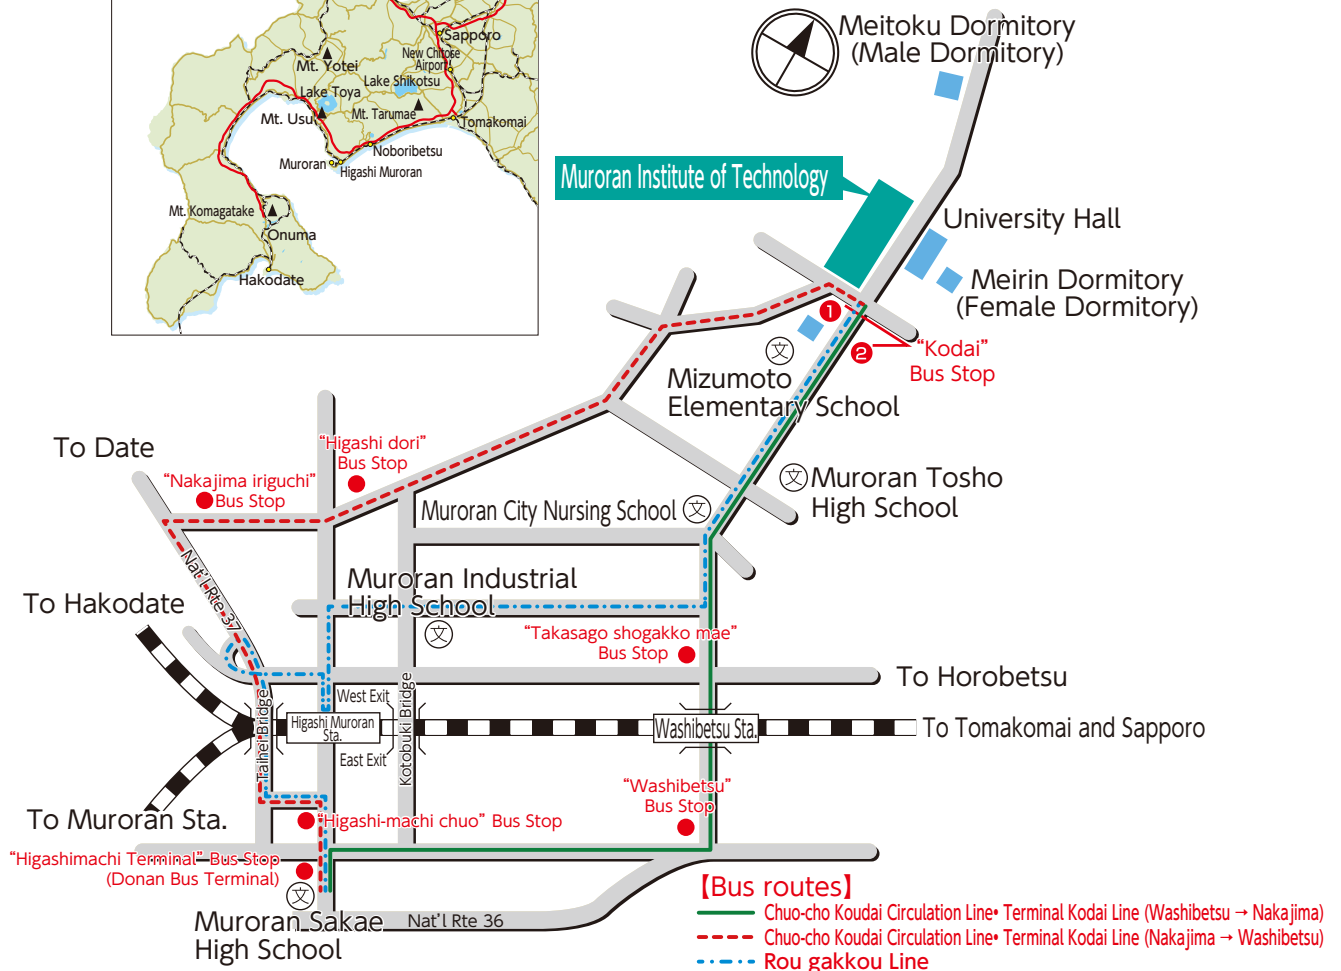 Sapporo
New Chitose
Airport
Mt. Yotei
Lake Shikotsu
Lake Toya
Mt. Usu
Mt. Tarumae
Tomakomai
Noboribetsu
Muroran
Higashi Muroran
Mt. Komagatake
Onuma
Hakodate
Meitoku Dormitory
(Male Dormitory)
Muroran Institute of Technology
University Hall
Meirin Dormitory
(Female Dormitory)
1
2
"Kodai"
Bus Stop
文
Mizumoto
Elementary School
To Date
"Higashi dori"
Bus Stop
"Nakajima iriguchi"
Bus Stop
文
Muroran Tosho
High School
Muroran City Nursing School
文
Nat'l Rte 37
To Hakodate
Muroran Industrial
High School
文
"Takasago shogakko mae"
Bus Stop
To Horobetsu
West Exit
Higashi Muroran
Sta.
East Exit
Taihei Bridge
Kotobuki Bridge
Washibetsu Sta.
To Tomakomai and Sapporo
"Washibetsu"
Bus Stop
To Muroran Sta.
"Higashi-machi chuo" Bus Stop
"Higashimachi Terminal" Bus Stop
(Donan Bus Terminal)
文
Muroran Sakae
High School
Nat'l Rte 36
【Bus routes】
Chuo-cho Koudai Circulation Line• Terminal Kodai Line (Washibetsu → Nakajima)
Chuo-cho Koudai Circulation Line• Terminal Kodai Line (Nakajima → Washibetsu)
Rou gakkou Line